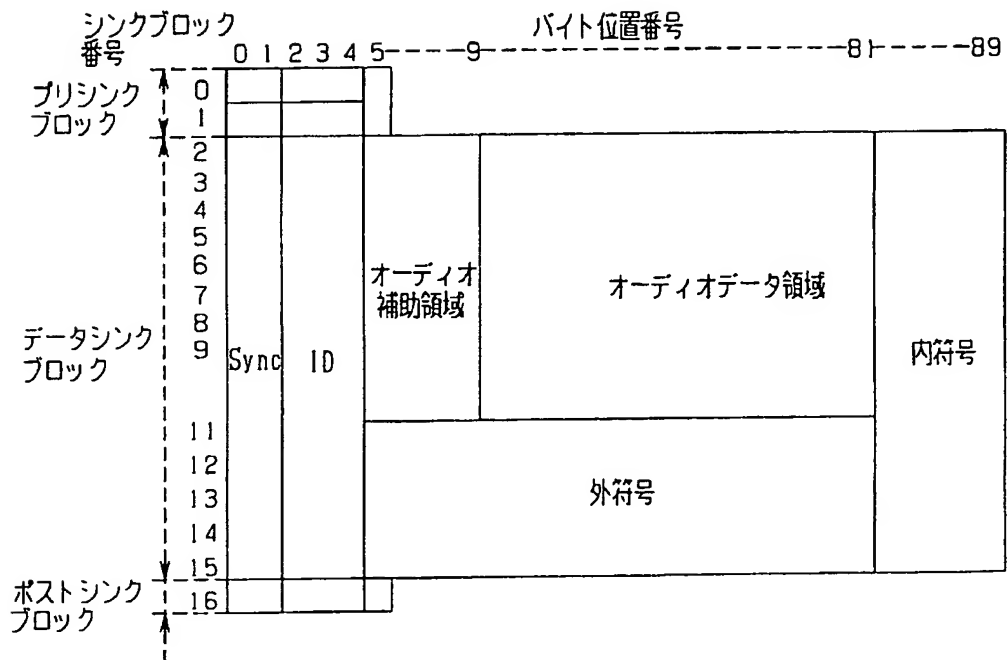 シンクブロック
番号
バイト位置番号
0 1 2 3 4 5 9 81 89
プリシンク
ブロック
0
1
データシンク
ブロック
2
3
4
5
6
7
8
9
11
12
13
14
15
Sync
ID
オーディオ
補助領域
オーディオデータ領域
内符号
外符号
ポストシンク
ブロック
16